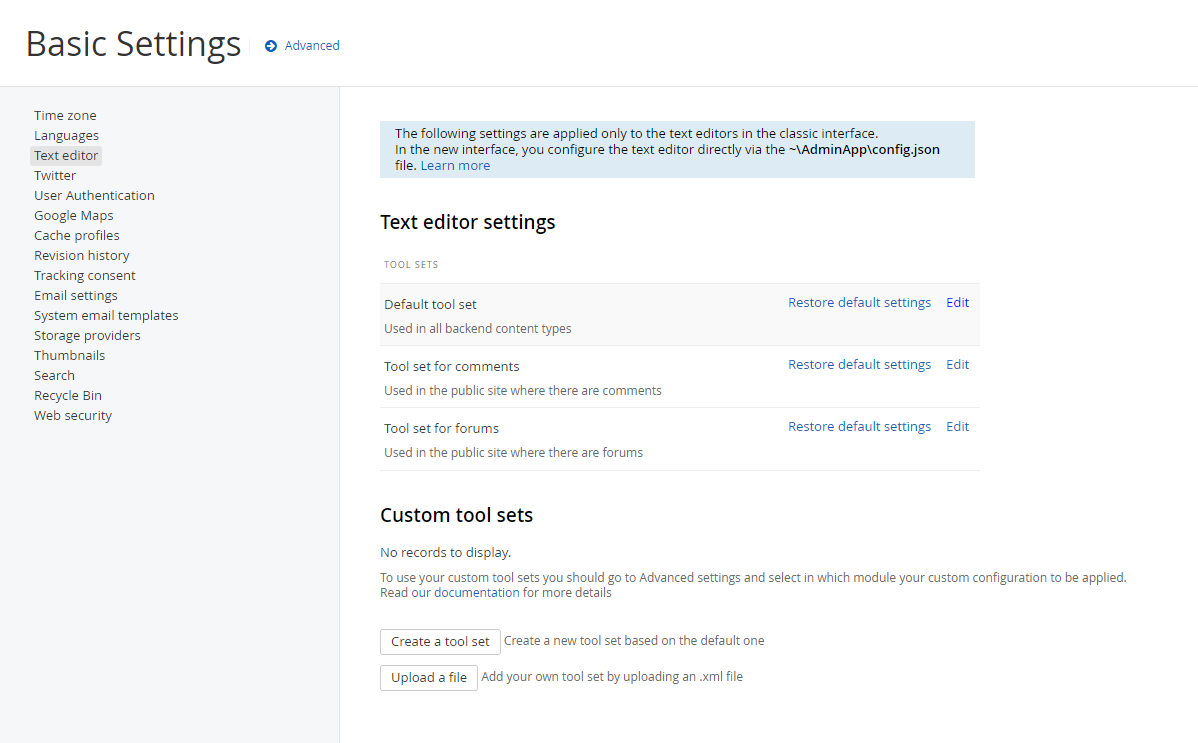 Basic Settings
Advanced
Time zone
Languages
Text editor
Twitter
User Authentication
Google Maps
Cache profiles
Revision history
Tracking consent
Email settings
System email templates
Storage providers
Thumbnails
Search
Recycle Bin
Web security
The following settings are applied only to the text editors in the classic interface.
In the new interface, you configure the text editor directly via the ~\AdminApp\config.json
file. Learn more
Text editor settings
TOOL SETS
Default tool set
Restore default settings
Edit
Used in all backend content types
Tool set for comments
Restore default settings
Edit
Used in the public site where there are comments
Tool set for forums
Restore default settings
Edit
Used in the public site where there are forums
Custom tool sets
No records to display.
To use your custom tool sets you should go to Advanced settings and select in which module your custom configuration to be applied.
Read our documentation for more details
Create a tool set Create a new tool set based on the default one
Upload a file Add your own tool set by uploading an .xml file